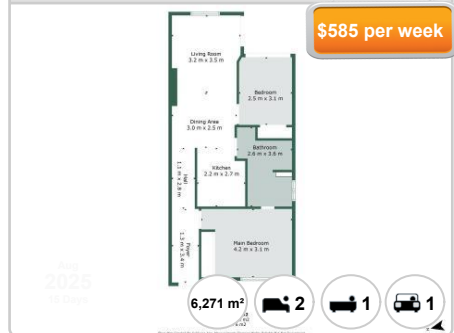 $585 per week
Living Room
3.2 m x 3.5 m
Bedroom
2.5 m x 3.1 m
Dining Area
3.0 m x 2.5 m
Bathroom
2.6 m x 3.6 m
Kitchen
2.2 m x 2.7 m
Hall
1.1 m x 2.8 m
Foyer
1.3 m x 3.4 m
Main Bedroom
4.2 m x 3.1 m
Aug
2025
15 Days
6,271 m²
2
1
1